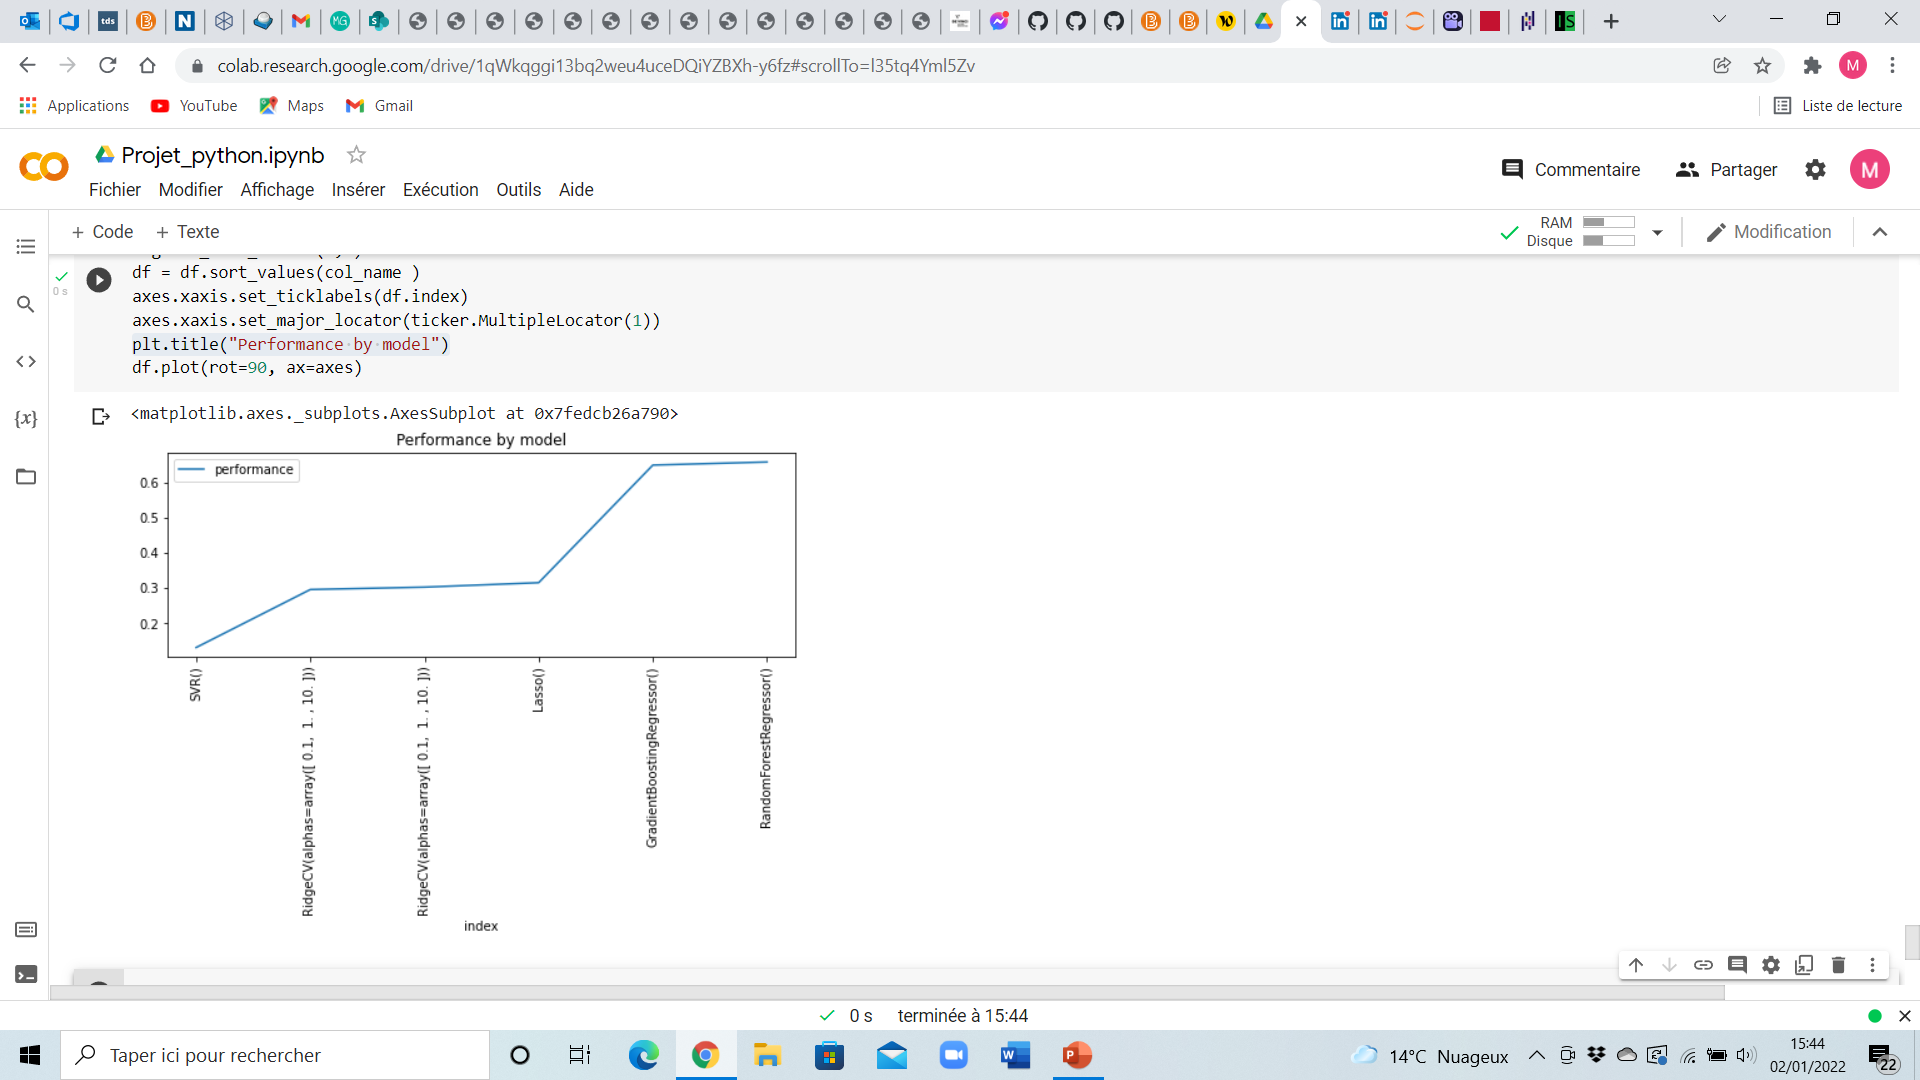 tds
MG
colab.research.google.com/drive/1qWkqggi13bq2weu4uceDQiYZBXh-y6fz#scrollTo=l35tq4Yml5Zv
M
Applications YouTube Maps Gmail
Liste de lecture
Projet_python.ipynb
Commentaire Partager M
Fichier Modifier Affichage Insérer Exécution Outils Aide
+ Code + Texte
RAM
Disque
Modification
0 s
df = df.sort_values(col_name )
axes.xaxis.set_ticklabels(df.index)
axes.xaxis.set_major_locator(ticker.MultipleLocator(1))
plt.title("Performance by model")
df.plot(rot=90, ax=axes)
<matplotlib.axes._subplots.AxesSubplot at 0x7fedcb26a790>
Performance by model
performance
0.6
0.5
0.4
0.3
0.2
SVR()
RidgeCV(alphas=array([ 0.1, 1. , 10. ]))
RidgeCV(alphas=array([ 0.1, 1. , 10. ]))
Lasso()
GradientBoostingRegressor()
RandomForestRegressor()
index
0 s terminée à 15:44
Taper ici pour rechercher
14°C Nuageux
15:44
02/01/2022
22